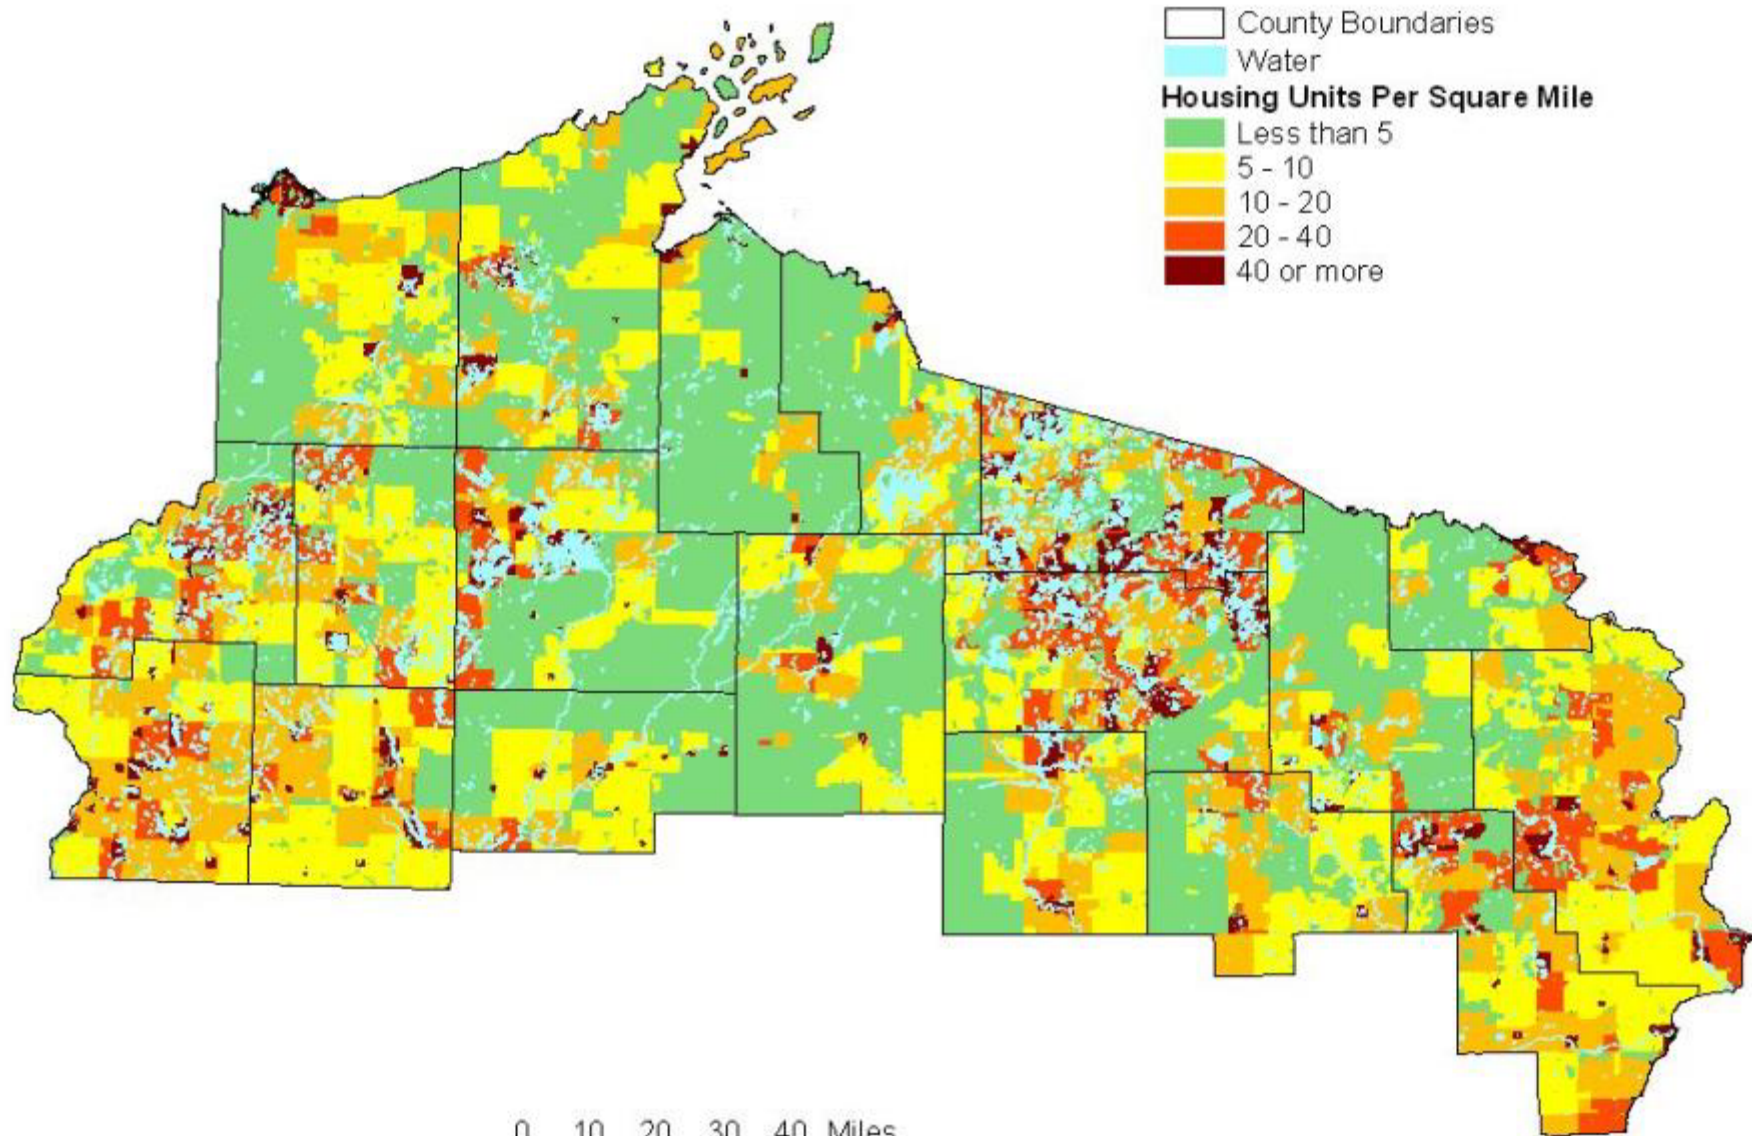 County Boundaries
Water
Housing Units Per Square Mile
Less than 5
5 - 10
10 - 20
20 - 40
40 or more
0 10 20 30 40 Miles